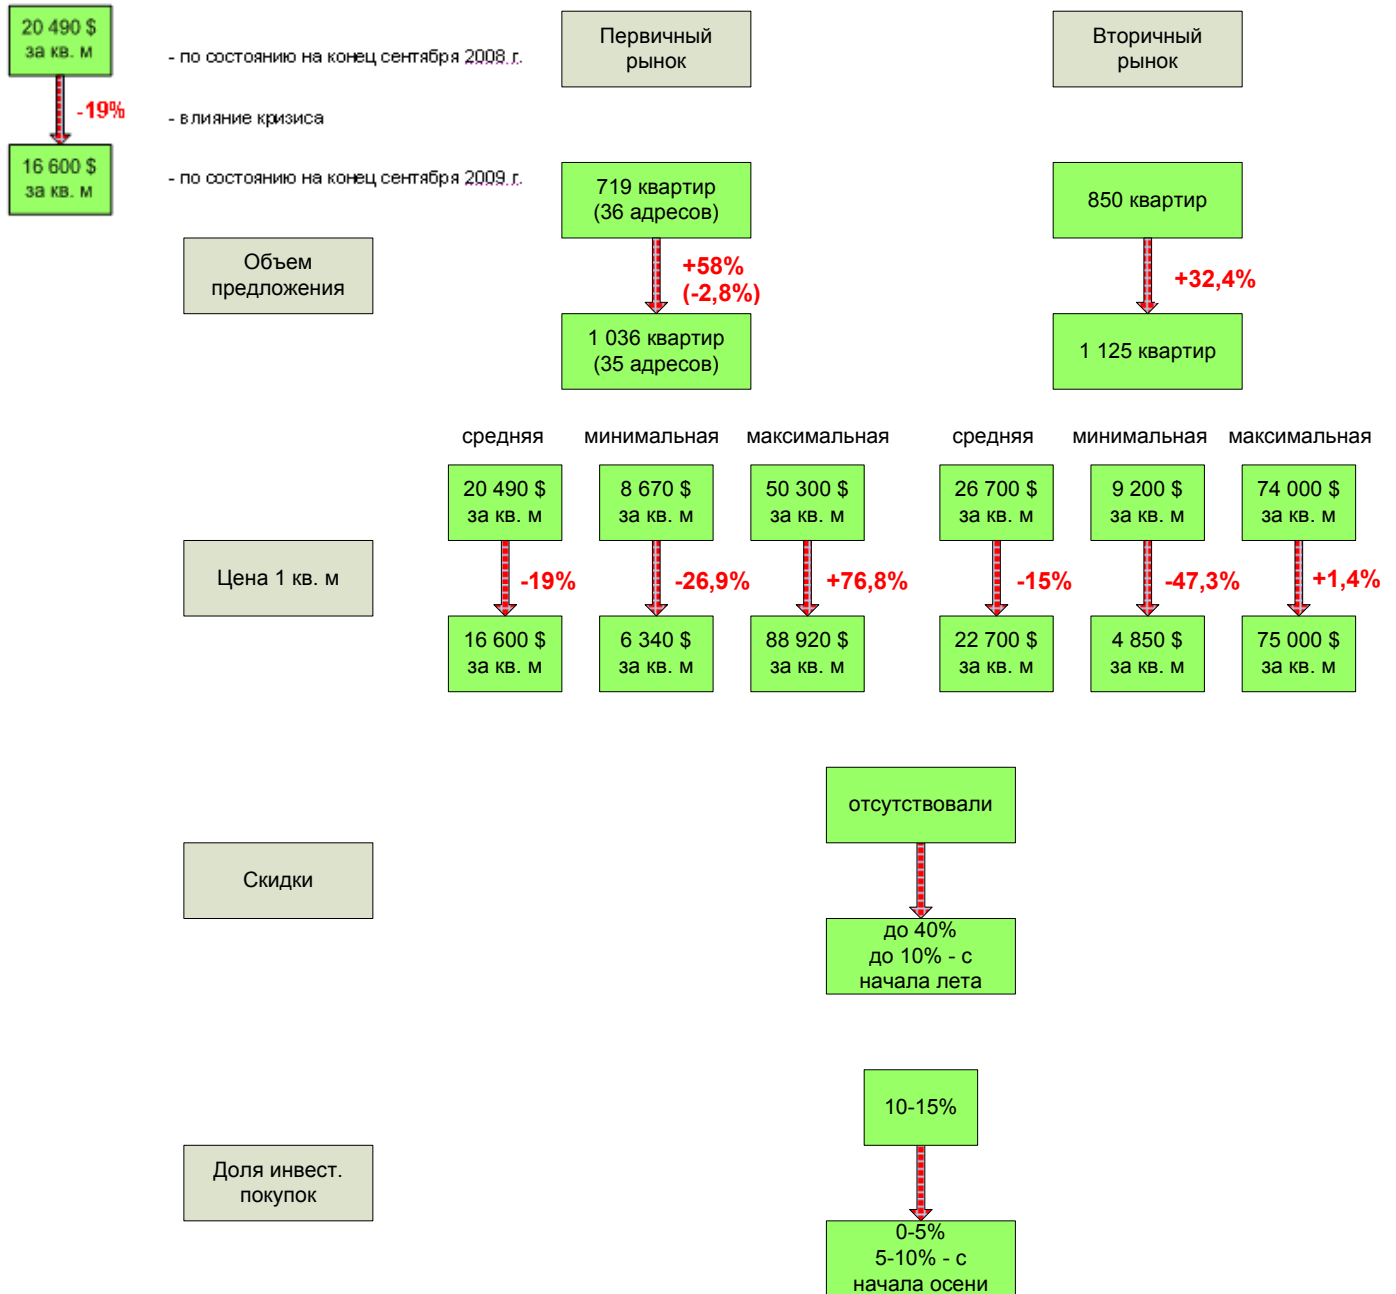 20 490 $
за кв. м
- по состоянию на конец сентября 2008 г.
-19%
- влияние кризиса
16 600 $
за кв. м
- по состоянию на конец сентября 2009 г.
Первичный
рынок
Вторичный
рынок
Объем
предложения
719 квартир
(36 адресов)
+58%
(-2,8%)
1 036 квартир
(35 адресов)
850 квартир
+32,4%
1 125 квартир
средняя
минимальная
максимальная
средняя
минимальная
максимальная
Цена 1 кв. м
20 490 $
за кв. м
-19%
16 600 $
за кв. м
8 670 $
за кв. м
-26,9%
6 340 $
за кв. м
50 300 $
за кв. м
+76,8%
88 920 $
за кв. м
26 700 $
за кв. м
-15%
22 700 $
за кв. м
9 200 $
за кв. м
-47,3%
4 850 $
за кв. м
74 000 $
за кв. м
+1,4%
75 000 $
за кв. м
Скидки
отсутствовали
до 40%
до 10% - с
начала лета
Доля инвест.
покупок
10-15%
0-5%
5-10% - с
начала осени